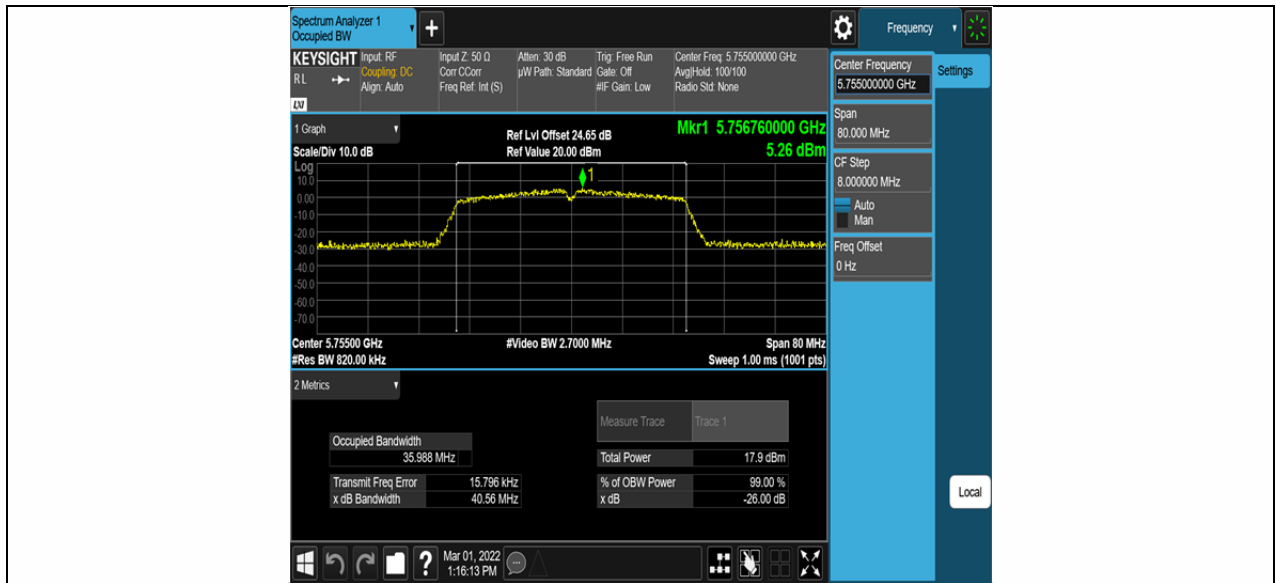 Spectrum Analyzer 1
Occupied BW
+
Frequency
KEYSIGHT
RL
LXI
Input: RF
Coupling: DC
Align: Auto
Input Z: 50 Ω
Corr CCorr
Freq Ref: Int (S)
Atten: 30 dB
µW Path: Standard
Trig: Free Run
Gate: Off
#IF Gain: Low
Center Freq: 5.755000000 GHz
Avg|Hold: 100/100
Radio Std: None
Center Frequency
5.755000000 GHz
Settings
Span
80.000 MHz
CF Step
8.000000 MHz
Auto
Man
Freq Offset
0 Hz
Local
1 Graph
Scale/Div 10.0 dB
Ref Lvl Offset 24.65 dB
Ref Value 20.00 dBm
Mkr1 5.756760000 GHz
5.26 dBm
Log
10.0
0.00
-10.0
-20.0
-30.0
-40.0
-50.0
-60.0
-70.0
1
Center 5.75500 GHz
#Video BW 2.7000 MHz
Span 80 MHz
#Res BW 820.00 kHz
Sweep 1.00 ms (1001 pts)
2 Metrics
Measure Trace Trace 1
Occupied Bandwidth
35.988 MHz
Total Power 17.9 dBm
Transmit Freq Error 15.796 kHz
% of OBW Power 99.00 %
x dB Bandwidth 40.56 MHz
x dB -26.00 dB
?
Mar 01, 2022
1:16:13 PM